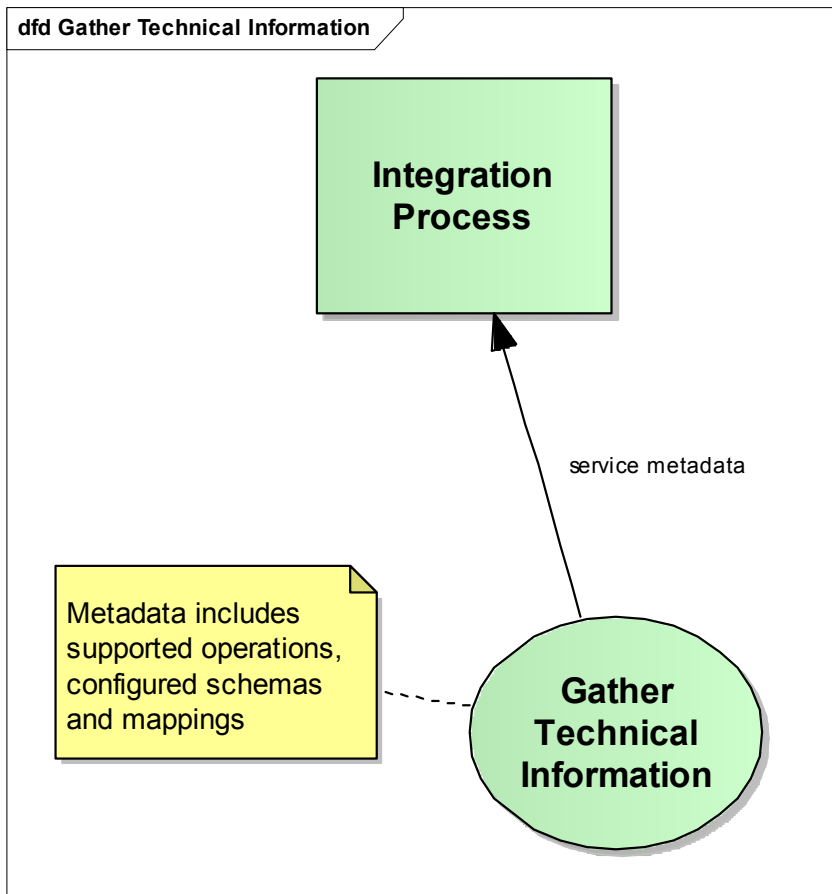 dfd Gather Technical Information
Integration
Process
service metadata
Metadata includes
supported operations,
configured schemas
and mappings
Gather
Technical
Information